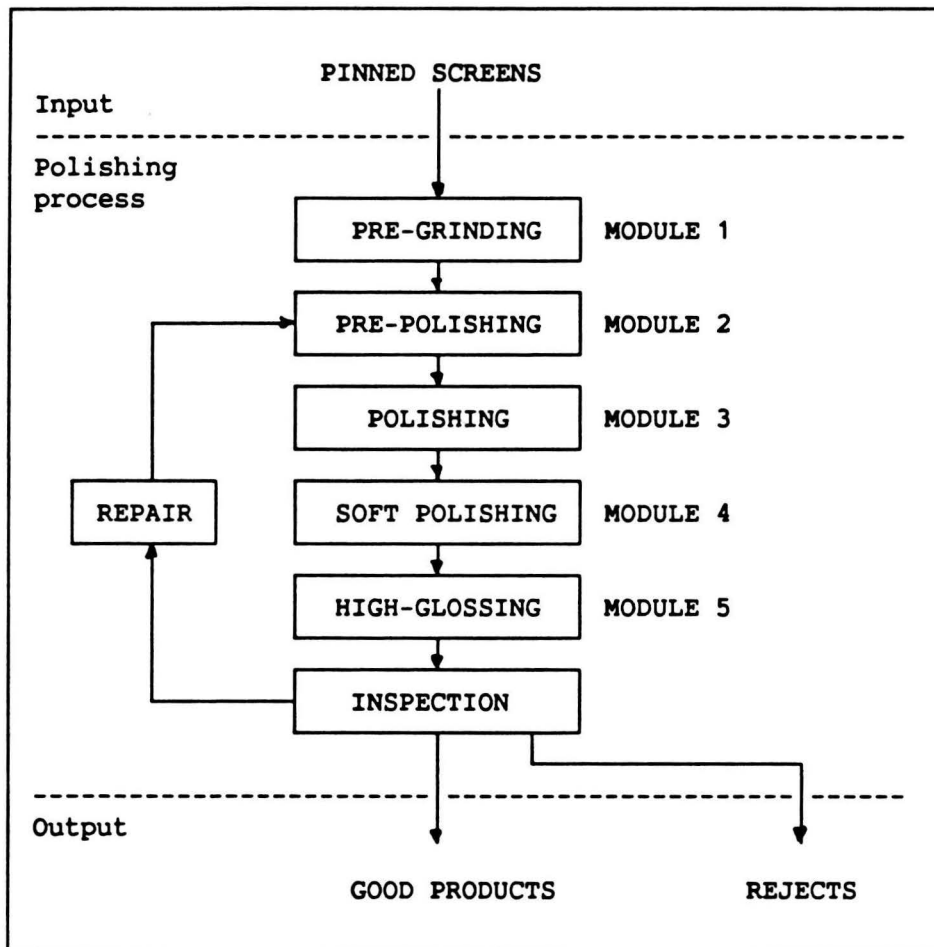 PINNED SCREENS
Input
Polishing
process
PRE-GRINDING MODULE 1
PRE-POLISHING MODULE 2
POLISHING MODULE 3
REPAIR SOFT POLISHING MODULE 4
HIGH-GLOSSING MODULE 5
INSPECTION
Output
GOOD PRODUCTS REJECTS